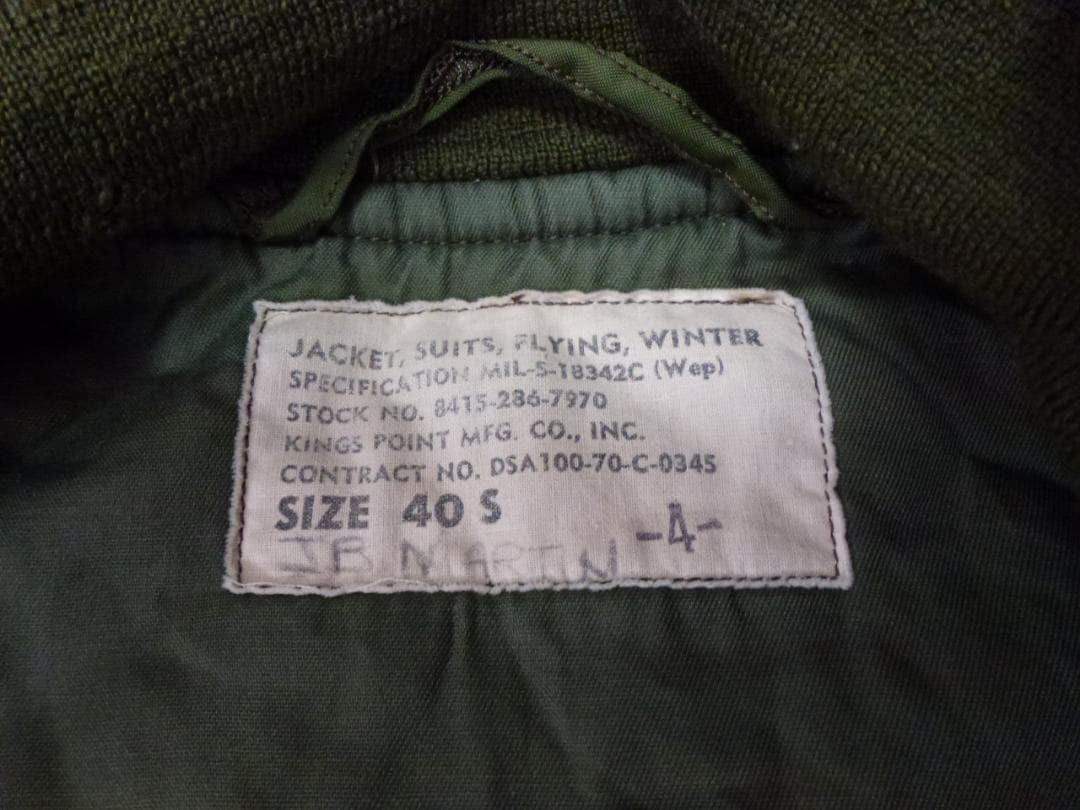 JACKET, SUITS, FLYING, WINTER
SPECIFICATION MIL-S-18342C (Wep)
STOCK NO. 8415-286-7970
KINGS POINT MFG. CO., INC.
CONTRACT NO. DSA100-70-C-0345
SIZE 40 S
-4-
JB MARTIN